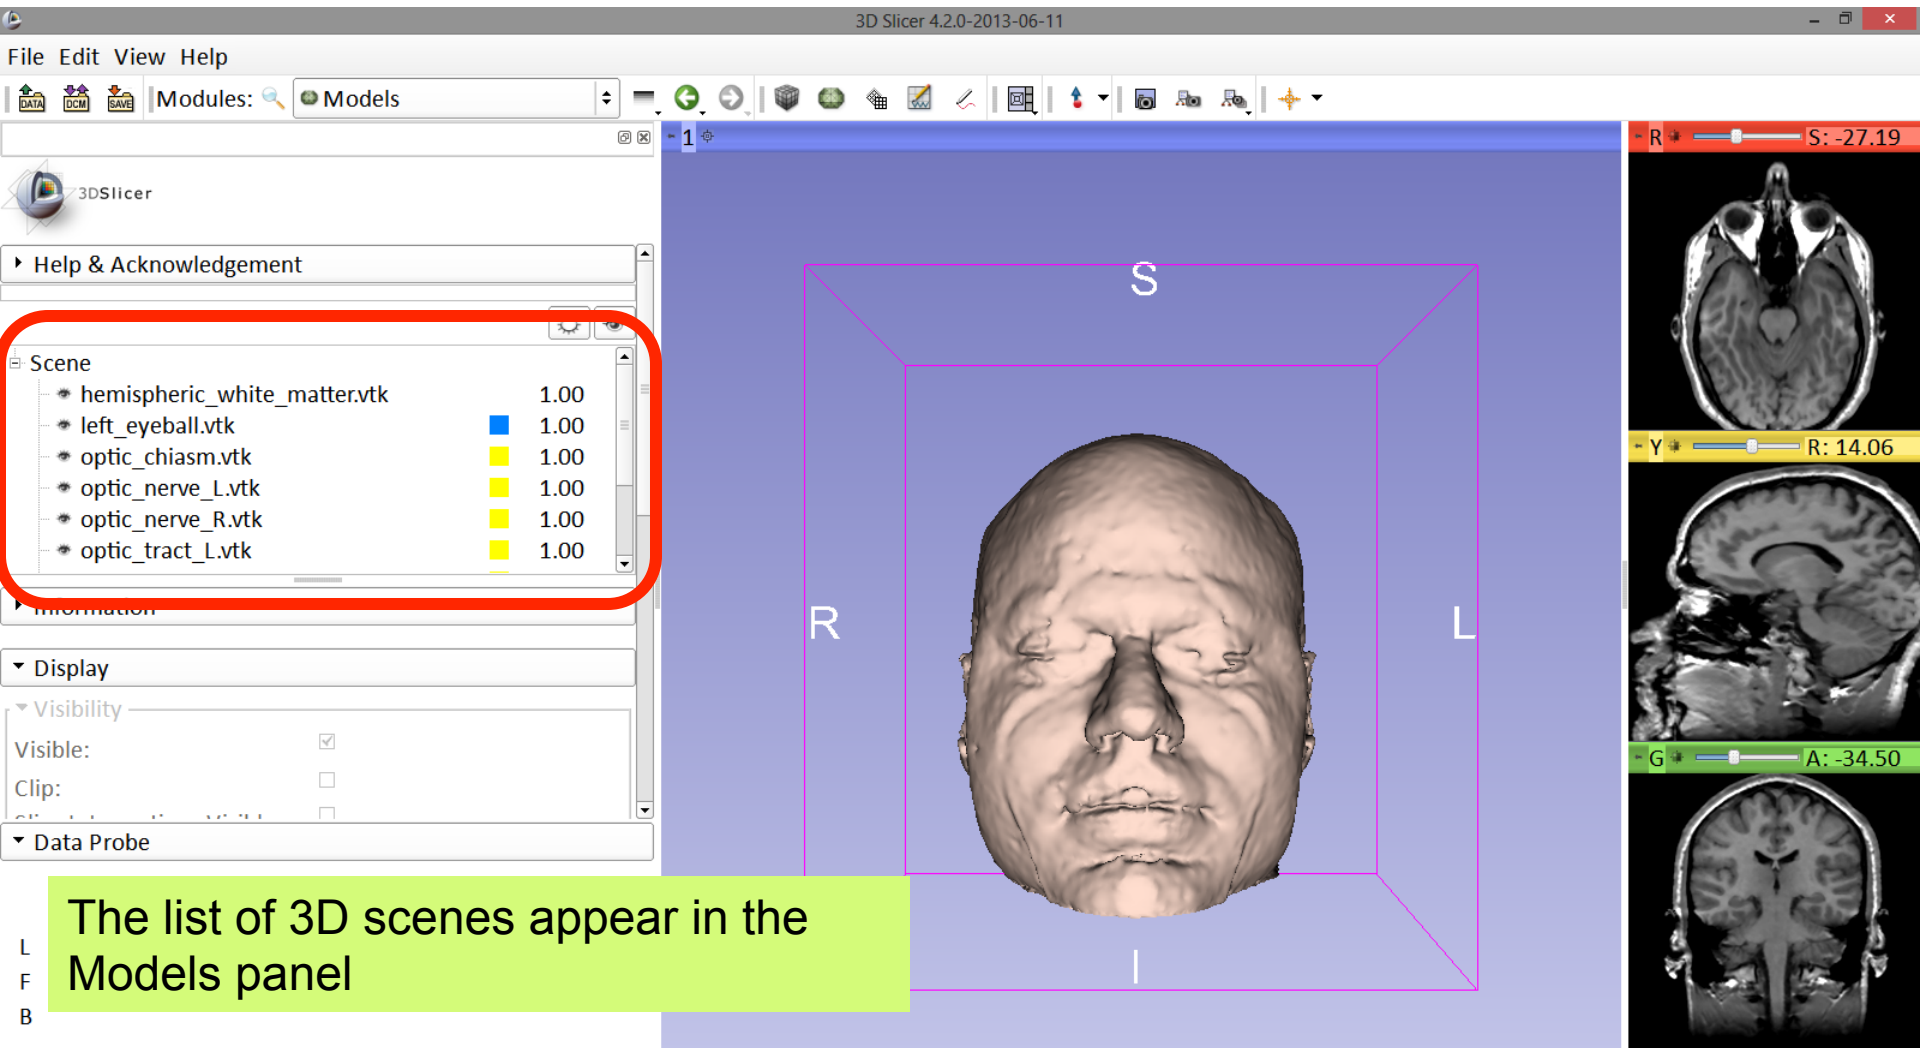 3D Slicer 4.2.0-2013-06-11
File Edit View Help
DATA DCM SAVE Modules: Models
1
R S: -27.19
3DSlicer
Help & Acknowledgement
Scene
hemispheric_white_matter.vtk 1.00
left_eyeball.vtk 1.00
optic_chiasm.vtk 1.00
optic_nerve_L.vtk 1.00
optic_nerve_R.vtk 1.00
optic_tract_L.vtk 1.00
Information
Display
Visibility
Visible:
Clip:
Data Probe
The list of 3D scenes appear in the
Models panel
L
F
B
S
R L
I
Y R: 14.06
G A: -34.50